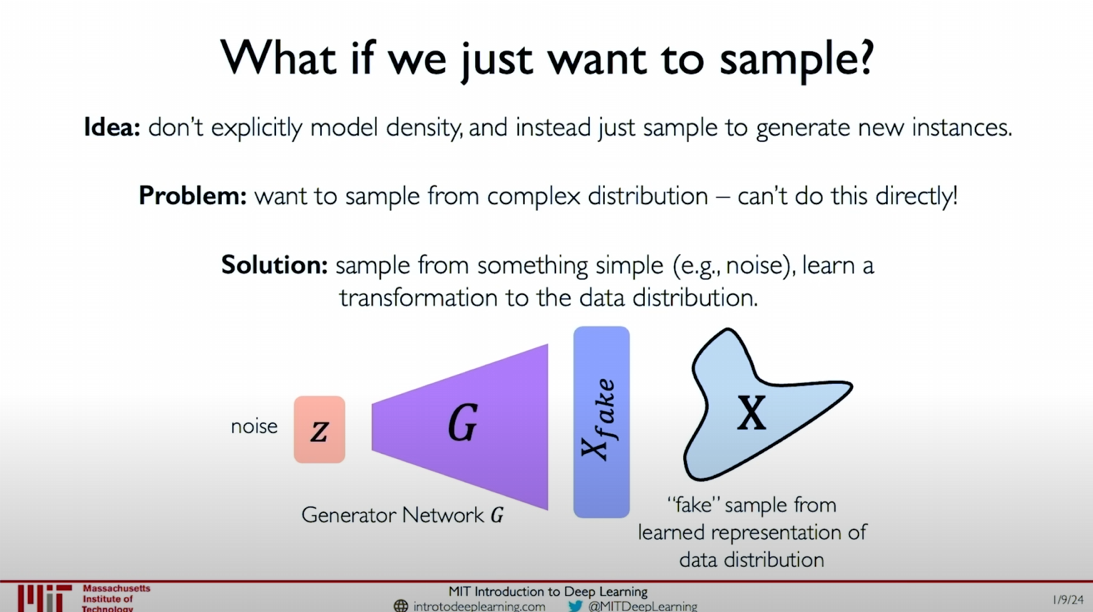 What if we just want to sample?
Idea: don't explicitly model density, and instead just sample to generate new instances.
Problem: want to sample from complex distribution – can't do this directly!
Solution: sample from something simple (e.g., noise), learn a
transformation to the data distribution.
noise
z
G
X_fake
X
Generator Network G
"fake" sample from
learned representation of
data distribution
Massachusetts
Institute of
Technology
MIT Introduction to Deep Learning
introtodeeplearning.com @MITDeepLearning
1/9/24